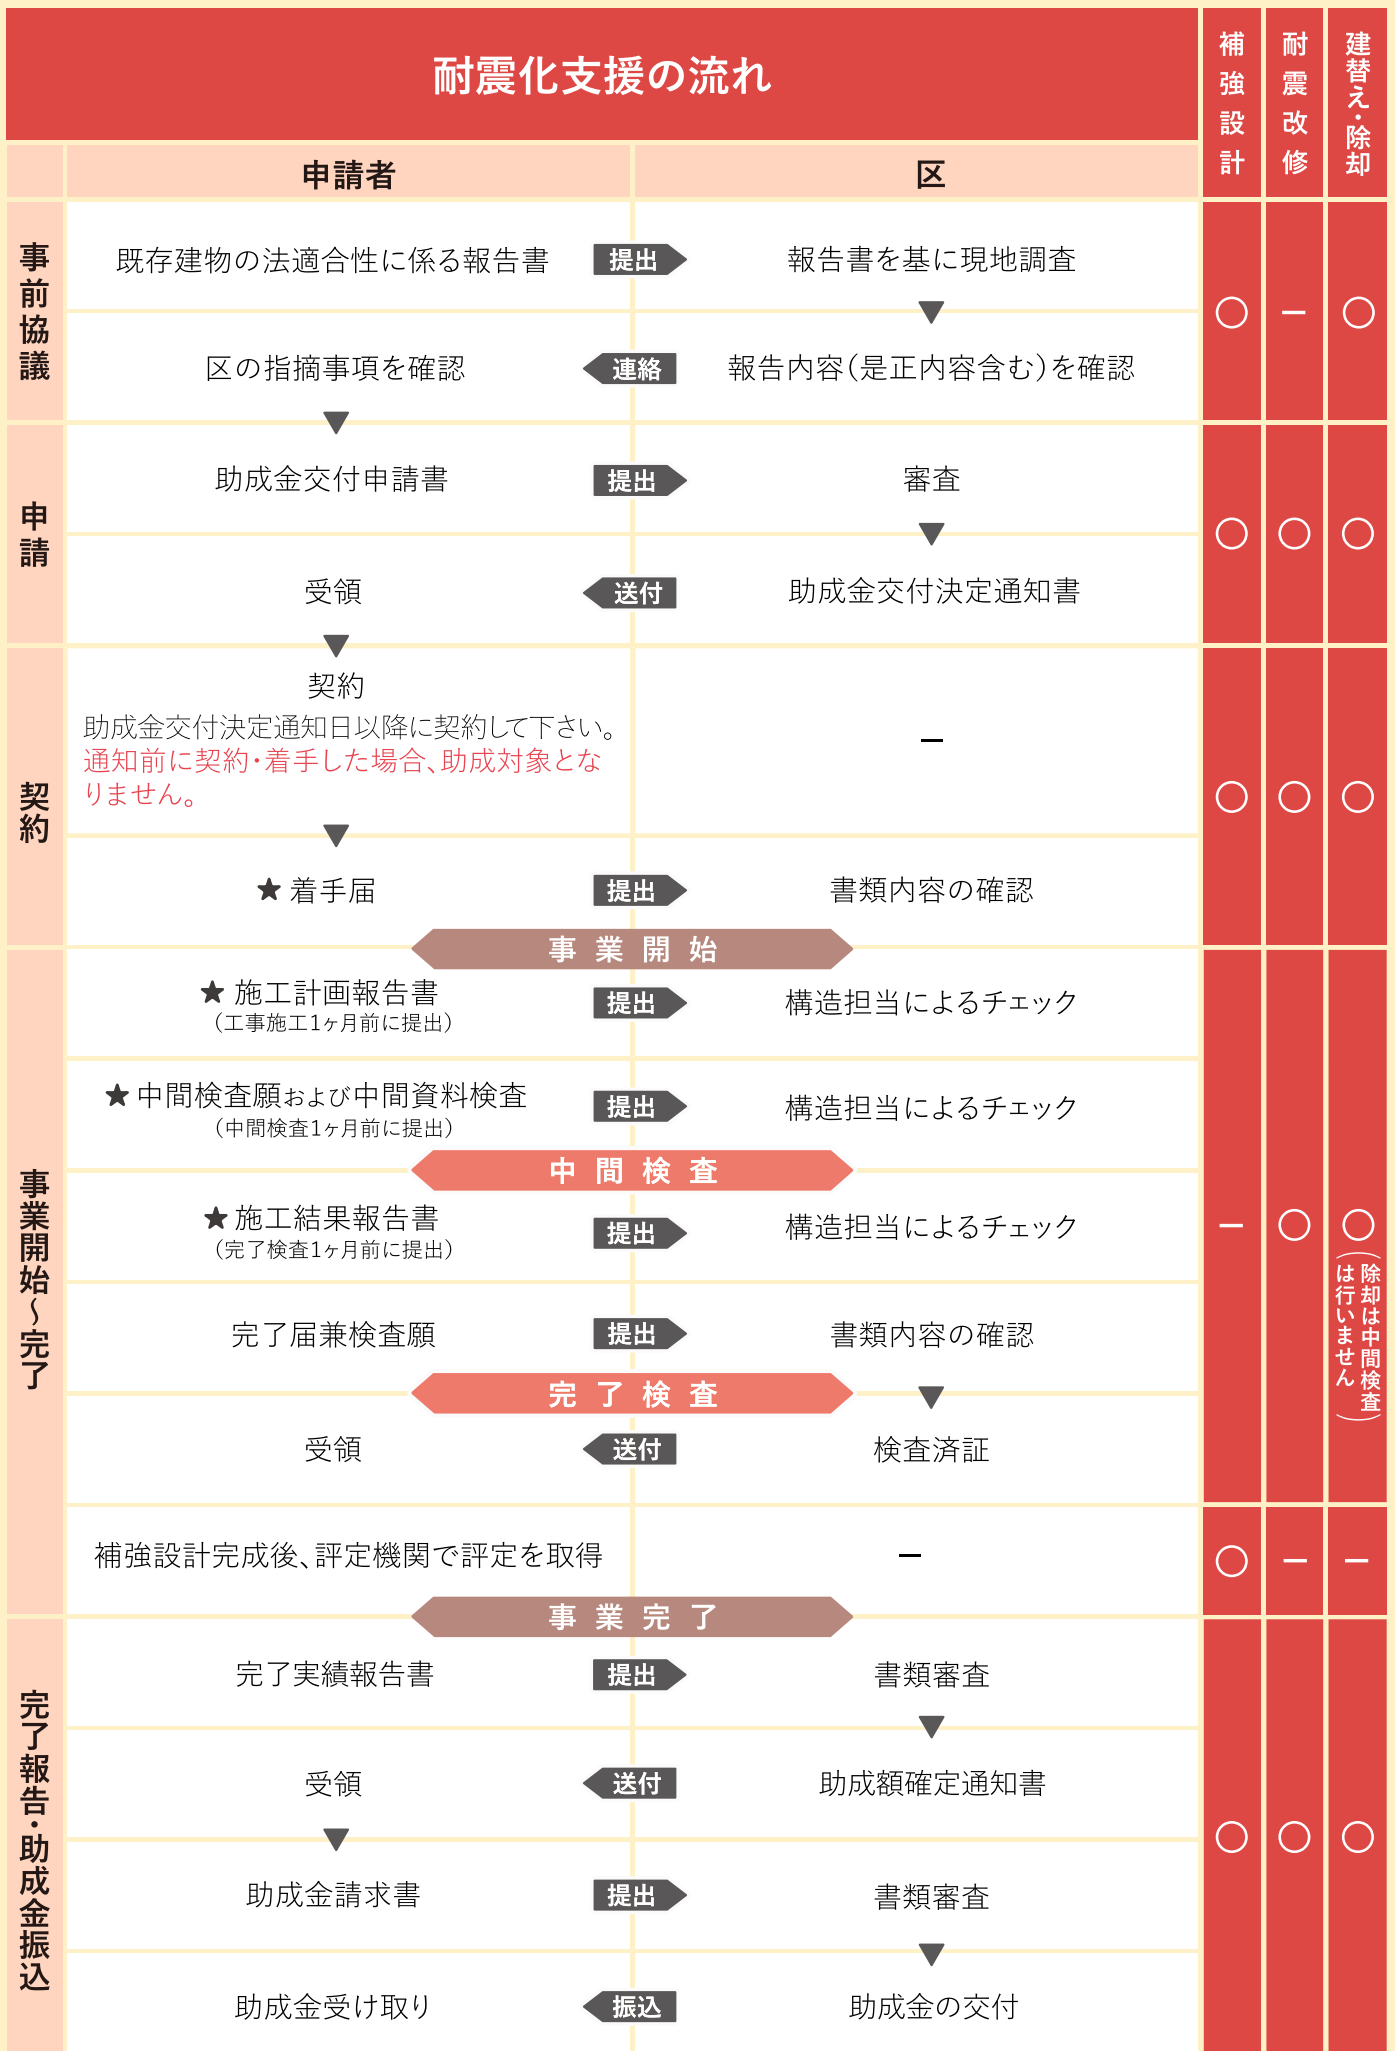 耐震化支援の流れ
補強設計
耐震改修
建替え・除却
申請者
区
事前協議
既存建物の法適合性に係る報告書
提出
報告書を基に現地調査
区の指摘事項を確認
連絡
報告内容（是正内容含む）を確認
○
ー
○
申請
助成金交付申請書
提出
審査
受領
送付
助成金交付決定通知書
○
○
○
契約
契約
助成金交付決定通知日以降に契約して下さい。
通知前に契約・着手した場合、助成対象とな
りません。
ー
★ 着手届
提出
書類内容の確認
○
○
○
事業開始
事業開始～完了
★ 施工計画報告書
（工事施工1ヶ月前に提出）
提出
構造担当によるチェック
★ 中間検査願および中間資料検査
（中間検査1ヶ月前に提出）
提出
構造担当によるチェック
中間検査
★ 施工結果報告書
（完了検査1ヶ月前に提出）
提出
構造担当によるチェック
完了届兼検査願
提出
書類内容の確認
完了検査
受領
送付
検査済証
ー
○
○
（除却は中間検査
は行いません）
補強設計完成後、評定機関で評定を取得
ー
○
ー
ー
事業完了
完了報告・助成金振込
完了実績報告書
提出
書類審査
受領
送付
助成額確定通知書
助成金請求書
提出
書類審査
助成金受け取り
振込
助成金の交付
○
○
○